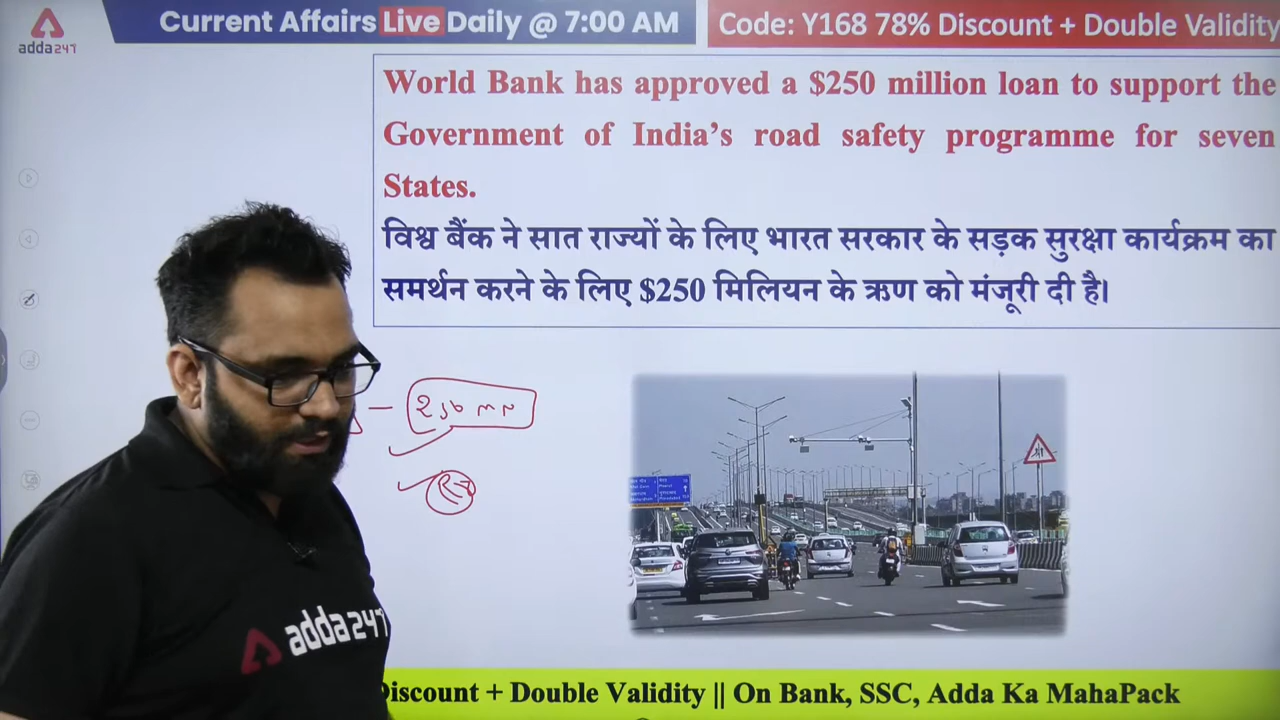 adda247
Current Affairs Live Daily @ 7:00 AM
Code: Y168 78% Discount + Double Validity
World Bank has approved a $250 million loan to support the
Government of India’s road safety programme for seven
States.
विश्व बैंक ने सात राज्यों के लिए भारत सरकार के सड़क सुरक्षा कार्यक्रम का
समर्थन करने के लिए $250 मिलियन के ऋण को मंजूरी दी है।
adda247
Discount + Double Validity || On Bank, SSC, Adda Ka MahaPack